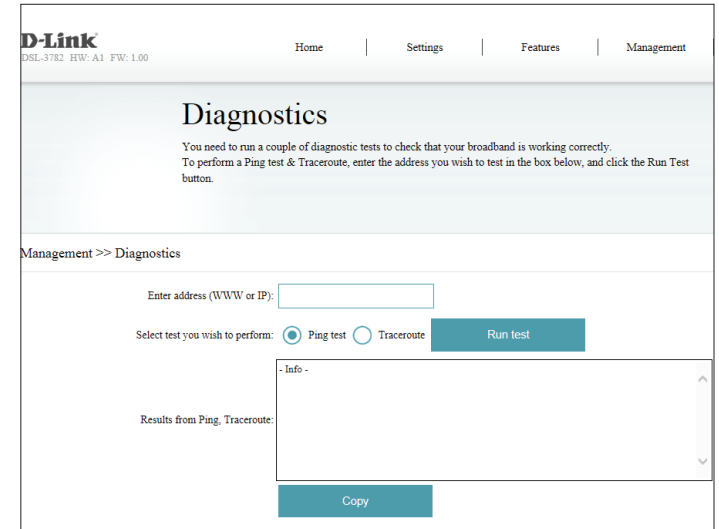 D-Link
DSL-3782 HW: A1 FW: 1.00
Home Settings Features Management
Diagnostics
You need to run a couple of diagnostic tests to check that your broadband is working correctly.
To perform a Ping test & Traceroute, enter the address you wish to test in the box below, and click the Run Test
button.
Management >> Diagnostics
Enter address (WWW or IP):
Select test you wish to perform: Ping test Traceroute Run test
- Info -
Results from Ping, Traceroute:
Copy